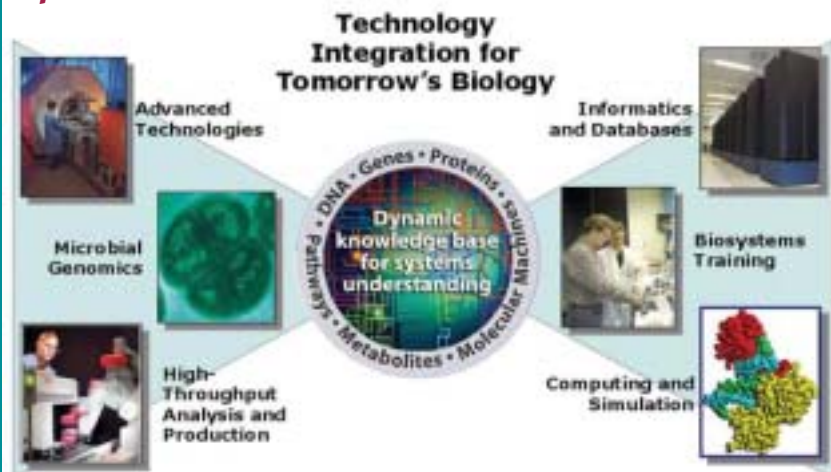 Technology
Integration for
Tomorrow's Biology
Advanced
Technologies
Microbial
Genomics
High-
Throughput
Analysis and
Production
DNA • Genes • Proteins • Molecular Machines • Metabolites • Pathways •
Dynamic
knowledge base
for systems
understanding
Informatics
and Databases
Biosystems
Training
Computing and
Simulation